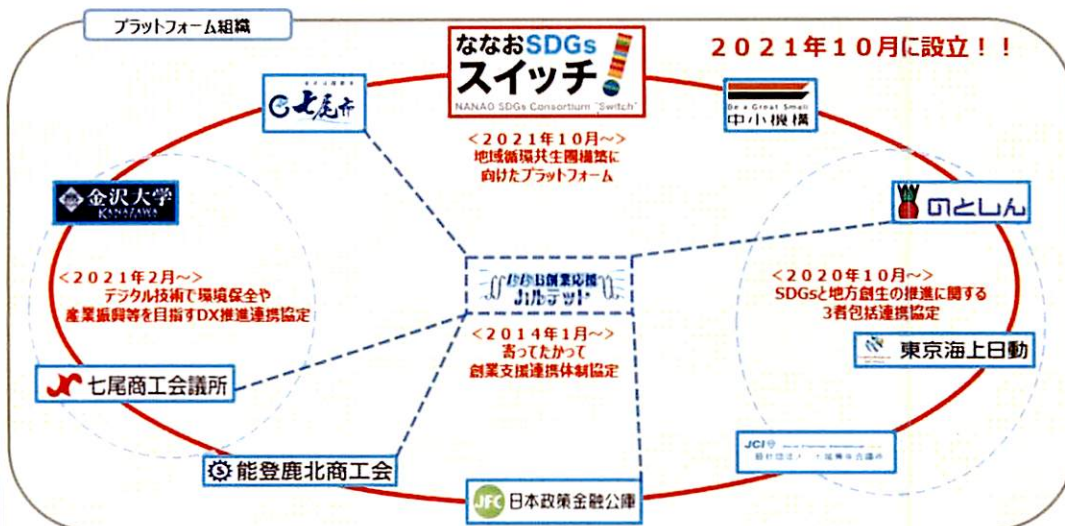 プラットフォーム組織
ななおSDGs
スイッチ!
NANAO SDGs Consortium "Switch"
2021年10月に設立!!
七尾市
Be a Great Small
中小機構
<2021年10月~>
地域循環共生圏構築に
向けたプラットフォーム
金沢大学
KANAZAWA
のとしん
<2021年2月~>
デジタル技術で環境保全や
産業振興等を目指すDX推進連携協定
創業応援
カルテット
<2020年10月~>
SDGsと地方創生の推進に関する
3者包括連携協定
<2014年1月~>
寄ってたかって
創業支援連携体制協定
東京海上日動
七尾商工会議所
JCI
能登鹿北商工会
JFC 日本政策金融公庫